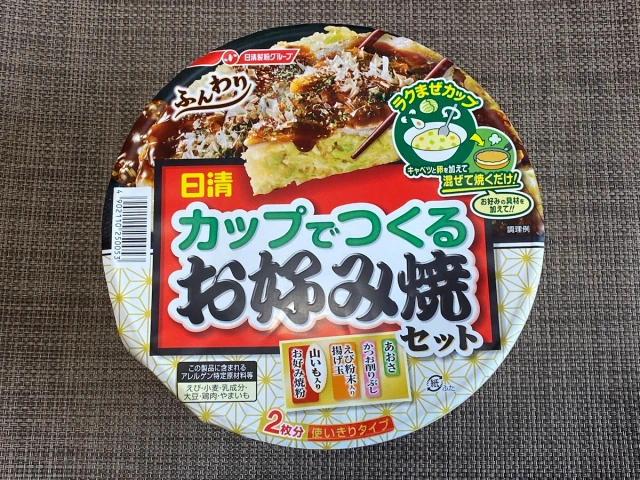 日清製粉グループ
ふんわり
ラクまぜカップ
キャベツと卵を加えて
混ぜて焼くだけ!
お好みの具材を
加えて!!
調理例
日清
カップでつくる
お好み焼
セット
4902110250053
あおさ
かつお削りぶし
えび粉末入り
揚げ玉
山いも入り
お好み焼粉
この製品に含まれる
アレルゲン特定原材料等
えび・小麦・乳成分・
大豆・鶏肉・やまいも
2枚分 使いきりタイプ
紙 ふた